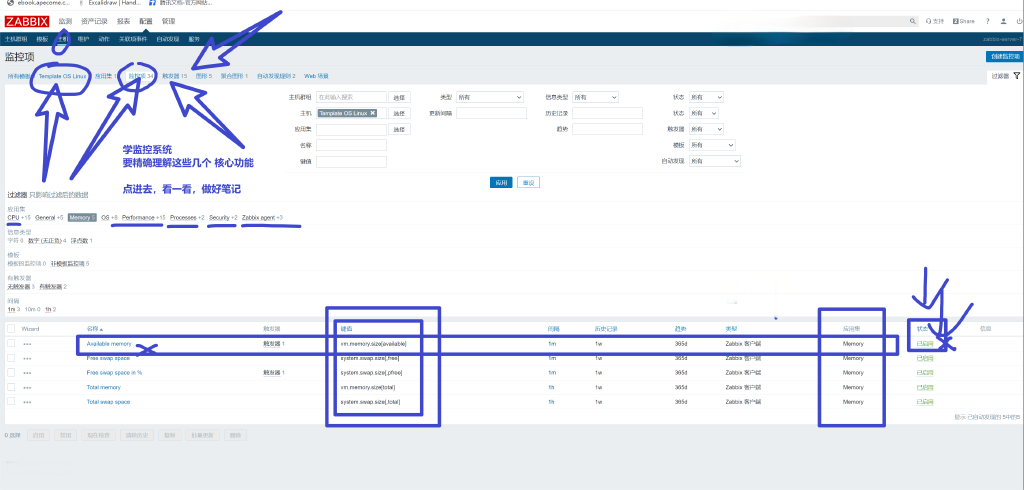 ebook.apecome.c...
Excalidraw | Han...
腾讯文档-官方网站...
ZABBIX 监测 资产记录 报表 配置 管理
支持 Share ?
主机群组 模板 主机 维护 动作 关联项事件 自动发现 服务
zabbix-server-7
监控项
创建监控项
所有模板 Template OS Linux 应用集 监控项 34 触发器 15 图形 5 聚合图形 1 自动发现规则 2 Web 场景
过滤器
主机群组 在此输入搜索 选择 类型 所有 信息类型 所有 状态 所有
主机 Template OS Linux 选择 更新间隔 历史记录 状态 所有
应用集 选择 趋势 触发器 所有
名称 模板 所有
键值 自动发现 所有
学监控系统
要精确理解这些几个 核心功能
点进去，看一看，做好笔记
应用 重设
过滤器 只影响过滤后的数据
应用集
CPU +15 General +5 Memory 5 OS +8 Performance +15 Processes +2 Security +2 Zabbix agent +3
信息类型
字符 0 数字 (无正负) 4 浮点数 1
模板
模板的监控项 0 非模板监控项 5
有触发器
无触发器 3 有触发器 2
间隔
1m 3 10m 0 1h 2
Wizard 名称 触发器 键值 间隔 历史记录 趋势 类型 应用集 状态 信息
Available memory 触发器 1 vm.memory.size[available] 1m 1w 365d Zabbix 客户端 Memory 已启用
Free swap space system.swap.size[,free] 1m 1w 365d Zabbix 客户端 Memory 已启用
Free swap space in % 触发器 1 system.swap.size[,pfree] 1m 1w 365d Zabbix 客户端 Memory 已启用
Total memory vm.memory.size[total] 1h 1w 365d Zabbix 客户端 Memory 已启用
Total swap space system.swap.size[,total] 1h 1w 365d Zabbix 客户端 Memory 已启用
显示 已自动发现的 5中的5
0 选择 启用 禁用 现在检查 清除历史 复制 批量更新 删除